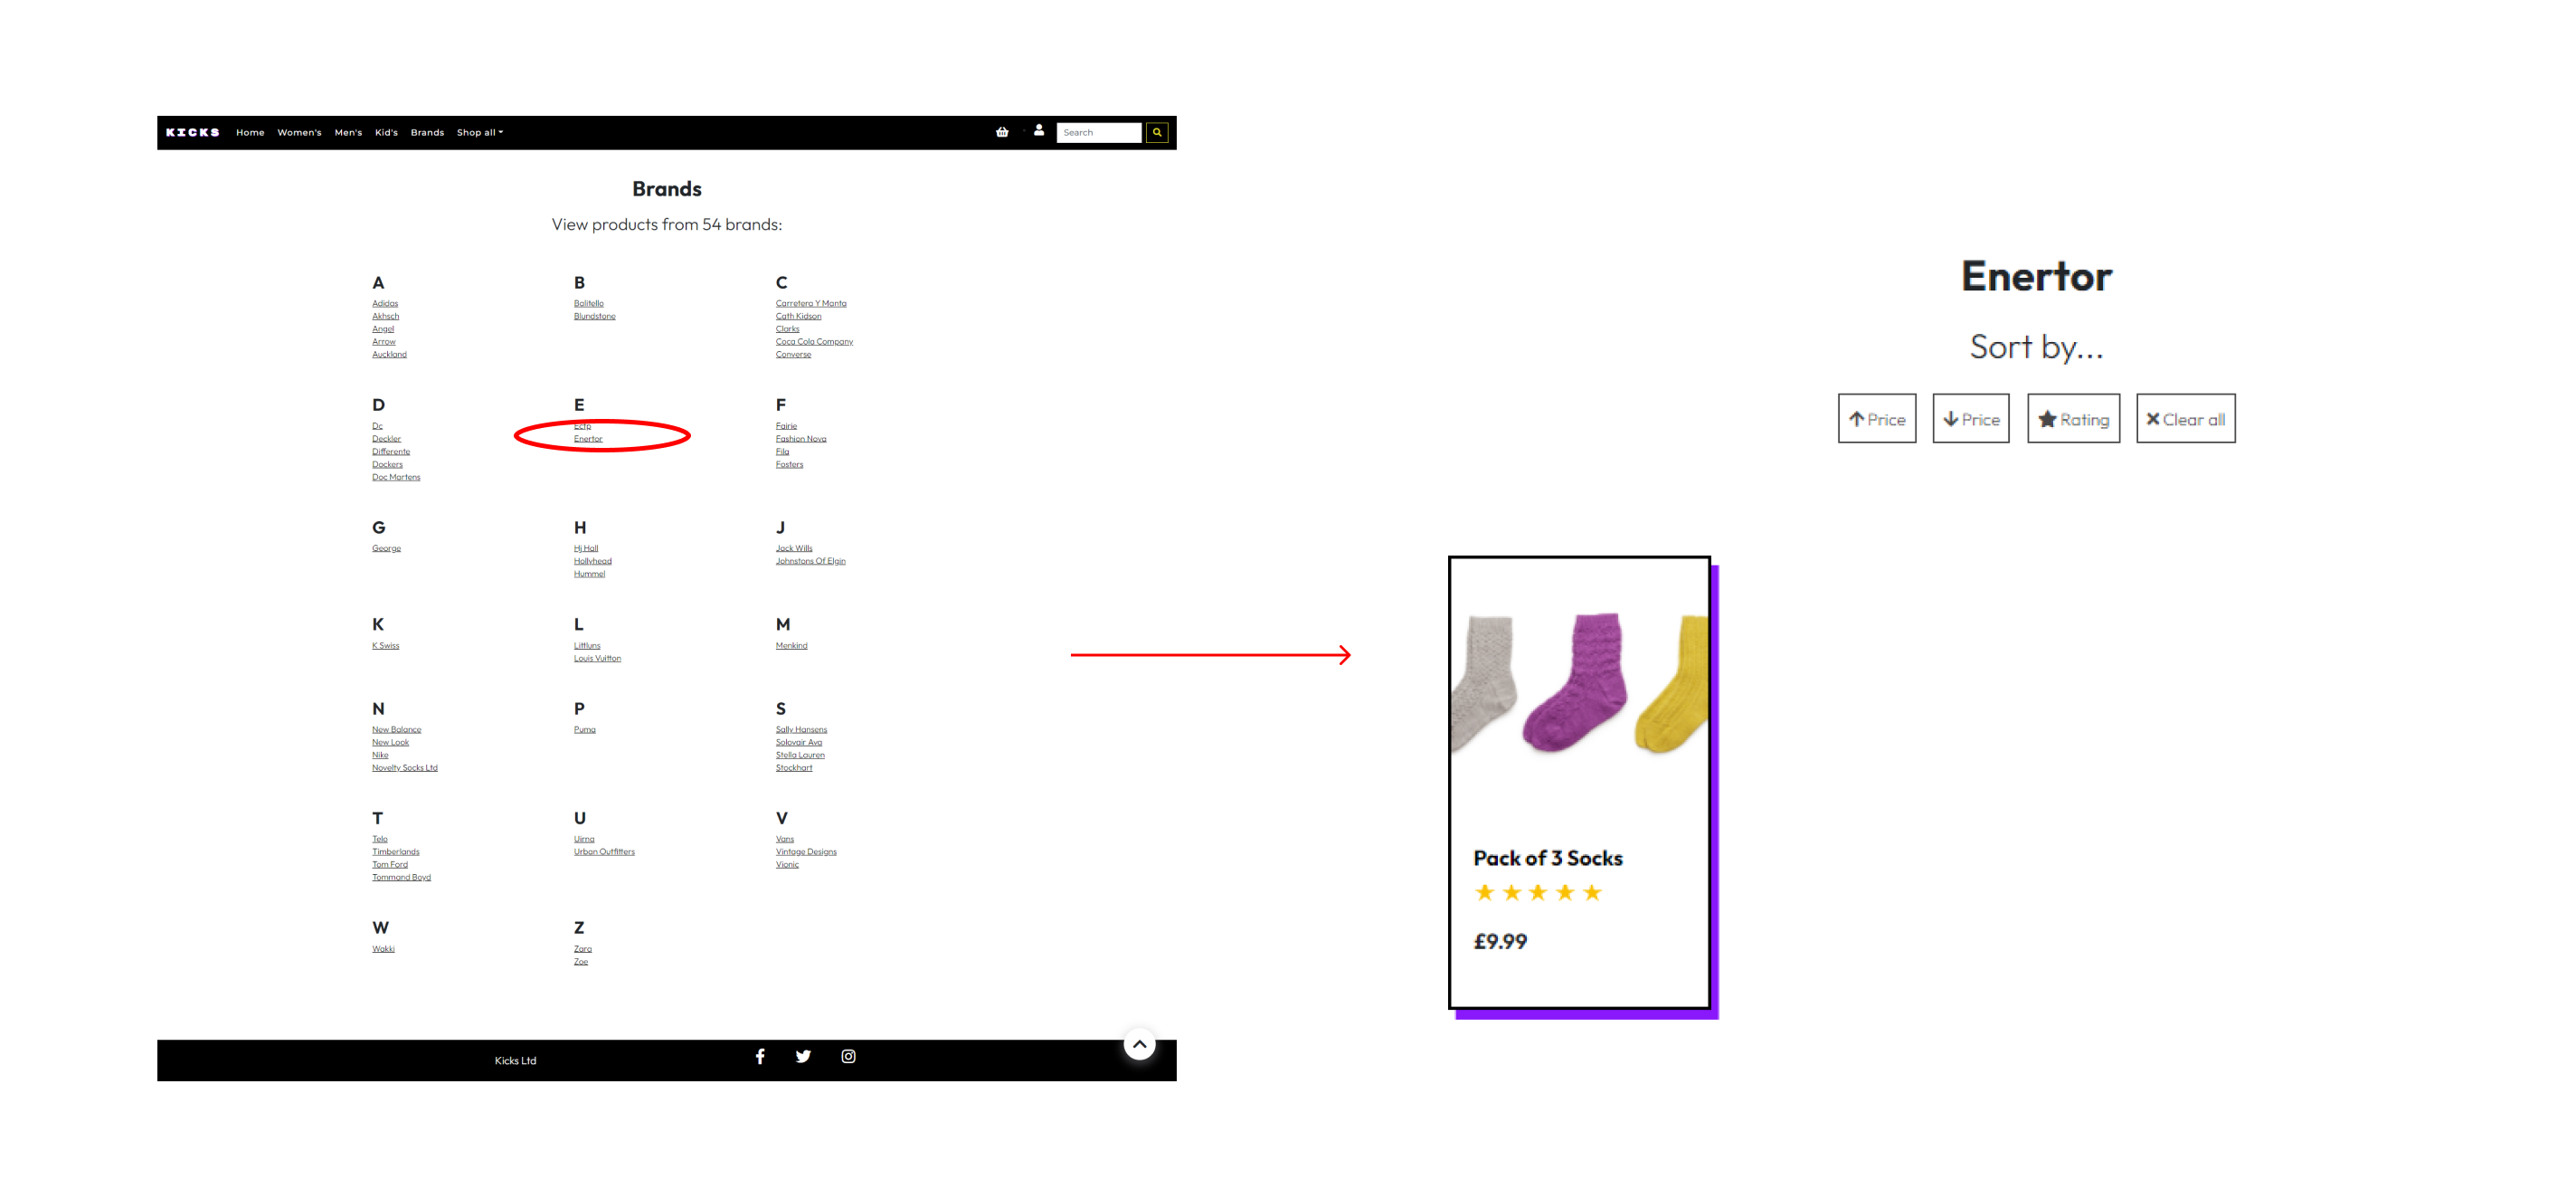 KICKS Home Women's Men's Kid's Brands Shop all Search
Brands
View products from 54 brands:
A
Adidas
Akhsch
Angel
Arrow
Auckland
B
Balitello
Blundstone
C
Carretera Y Manta
Cath Kidson
Clarks
Coca Cola Company
Converse
D
Dc
Deckler
Differente
Dockers
Doc Martens
E
Ectp
Enertor
F
Fairie
Fashion Nova
Fila
Fosters
G
George
H
Hj Hall
Hollyhead
Hummel
J
Jack Wills
Johnstons Of Elgin
K
K Swiss
L
Littluns
Louis Vuitton
M
Menkind
N
New Balance
New Look
Nike
Novelty Socks Ltd
P
Puma
S
Sally Hansens
Solovair Ava
Stella Lauren
Stockhart
T
Telo
Timberlands
Tom Ford
Tommand Boyd
U
Uirna
Urban Outfitters
V
Vans
Vintage Designs
Vionic
W
Wakki
Z
Zara
Zoe
Kicks Ltd
Enertor
Sort by...
Price Price Rating Clear all
Pack of 3 Socks
£9.99